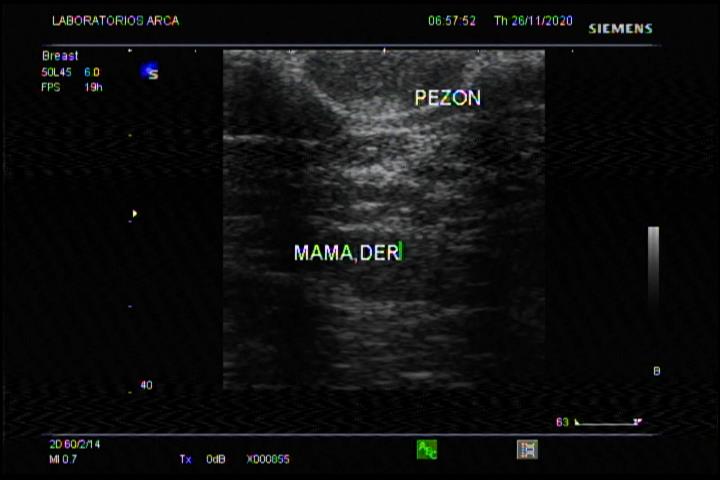 LABORATORIOS ARCA 06:57:52 Th 26/11/2020 SIEMENS
Breast
50L45 6.0
FPS 19h
S
PEZON
MAMA,DER
40
B
63
2D 60/2/14
MI 0.7 Tx 0dB X000855
ABC